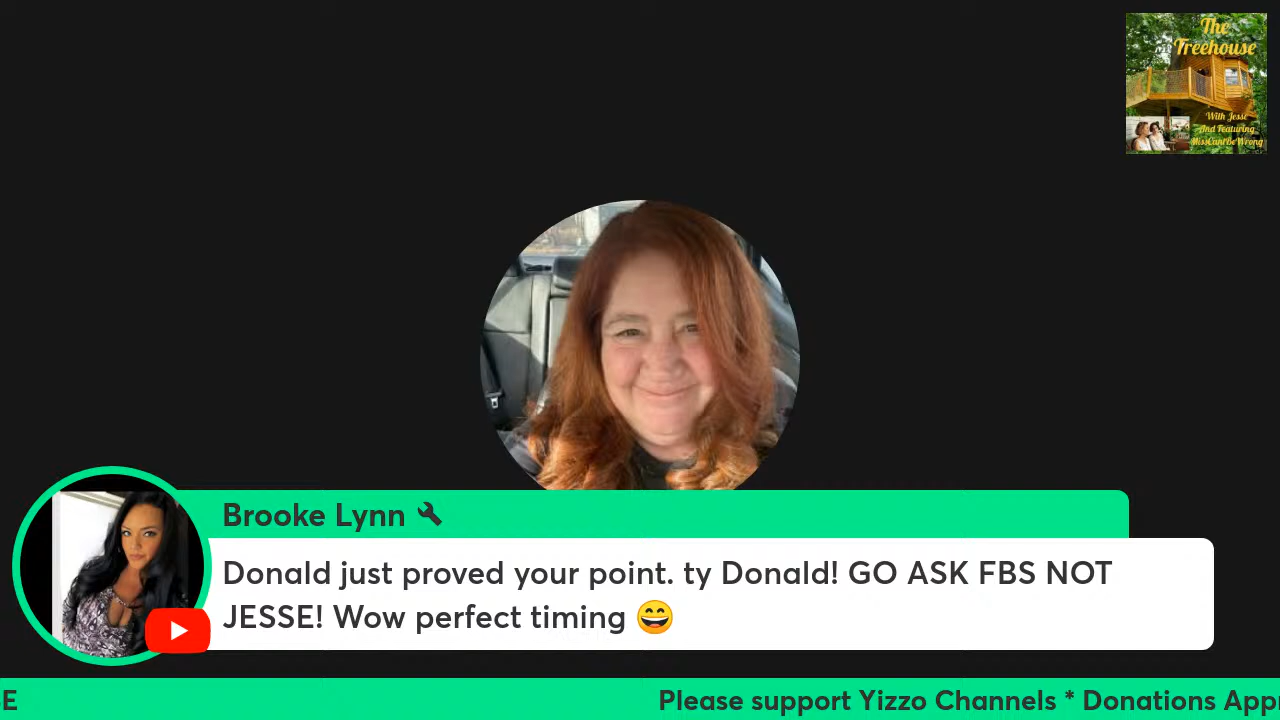 The
Treehouse
With Jesse
And Featuring
MissCantBeWrong
Brooke Lynn
Donald just proved your point. ty Donald! GO ASK FBS NOT
JESSE! Wow perfect timing 😄
E Please support Yizzo Channels * Donations App